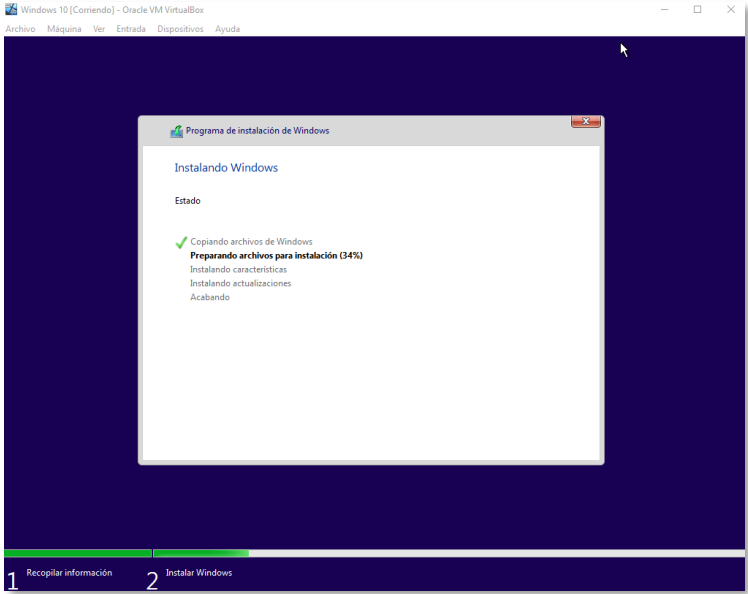 Windows 10 [Corriendo] - Oracle VM VirtualBox
Archivo Máquina Ver Entrada Dispositivos Ayuda
Programa de instalación de Windows
Instalando Windows
Estado
Copiando archivos de Windows
Preparando archivos para instalación (34%)
Instalando características
Instalando actualizaciones
Acabando
1 Recopilar información 2 Instalar Windows